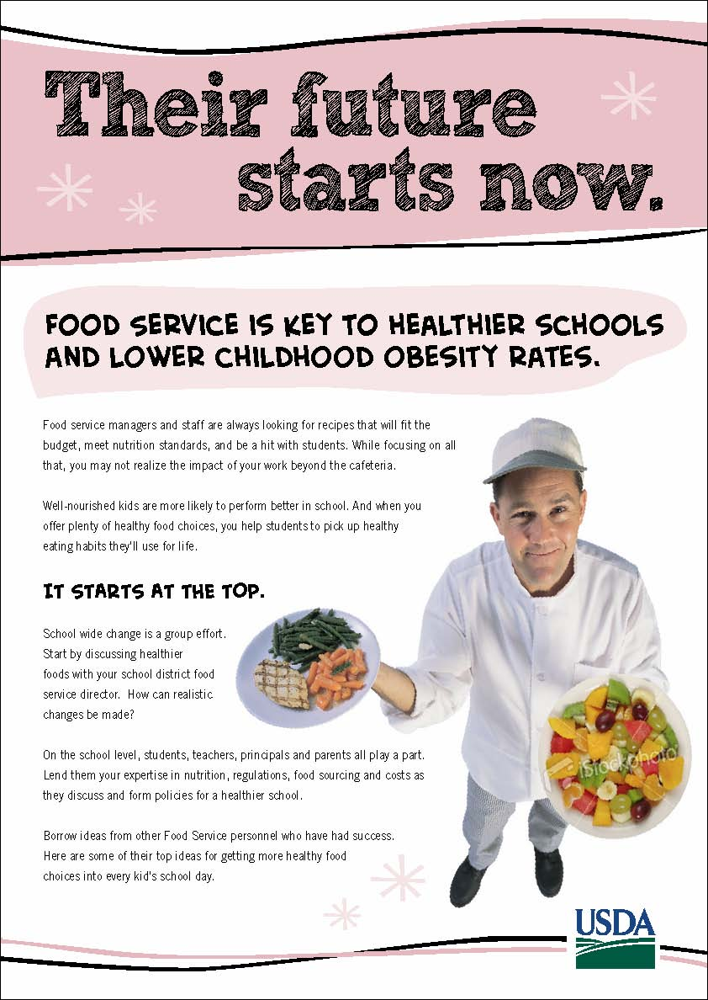 Their future
starts now.
FOOD SERVICE IS KEY TO HEALTHIER SCHOOLS
AND LOWER CHILDHOOD OBESITY RATES.
Food service managers and staff are always looking for recipes that will fit the
budget, meet nutrition standards, and be a hit with students. While focusing on all
that, you may not realize the impact of your work beyond the cafeteria.
Well-nourished kids are more likely to perform better in school. And when you
offer plenty of healthy food choices, you help students to pick up healthy
eating habits they'll use for life.
IT STARTS AT THE TOP.
School wide change is a group effort.
Start by discussing healthier
foods with your school district food
service director. How can realistic
changes be made?
iStockphoto
On the school level, students, teachers, principals and parents all play a part.
Lend them your expertise in nutrition, regulations, food sourcing and costs as
they discuss and form policies for a healthier school.
Borrow ideas from other Food Service personnel who have had success.
Here are some of their top ideas for getting more healthy food
choices into every kid's school day.
USDA